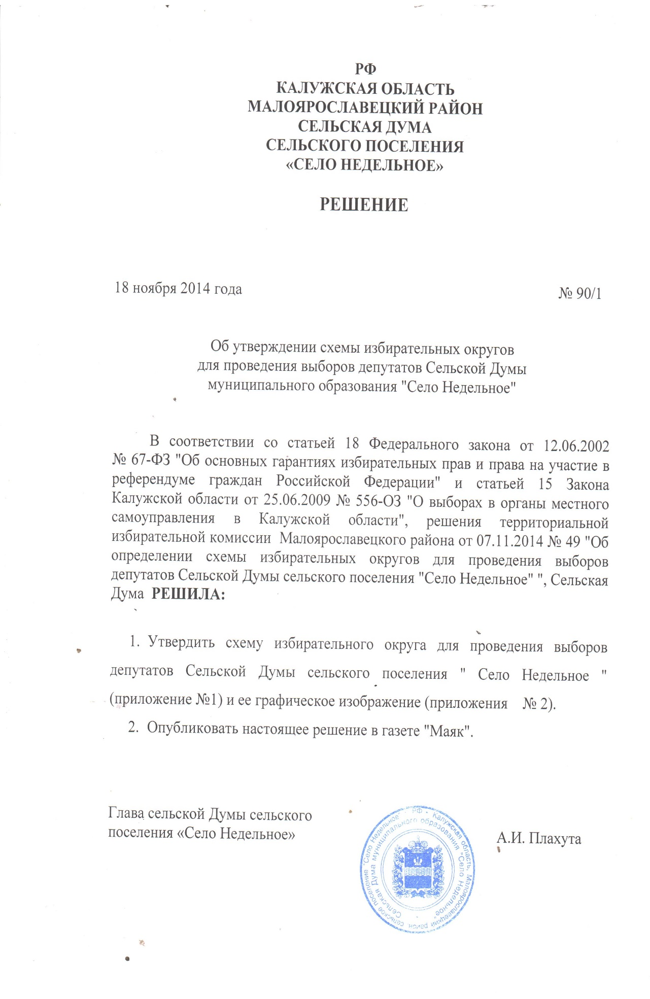 РФ
КАЛУЖСКАЯ ОБЛАСТЬ
МАЛОЯРОСЛАВЕЦКИЙ РАЙОН
СЕЛЬСКАЯ ДУМА
СЕЛЬСКОГО ПОСЕЛЕНИЯ
«СЕЛО НЕДЕЛЬНОЕ»
РЕШЕНИЕ
18 ноября 2014 года
№ 90/1
Об утверждении схемы избирательных округов
для проведения выборов депутатов Сельской Думы
муниципального образования "Село Недельное"
В соответствии со статьей 18 Федерального закона от 12.06.2002
№ 67-ФЗ "Об основных гарантиях избирательных прав и права на участие в
референдуме граждан Российской Федерации" и статьей 15 Закона
Калужской области от 25.06.2009 № 556-ОЗ "О выборах в органы местного
самоуправления в Калужской области", решения территориальной
избирательной комиссии Малоярославецкого района от 07.11.2014 № 49 "Об
определении схемы избирательных округов для проведения выборов
депутатов Сельской Думы сельского поселения "Село Недельное" ", Сельская
Дума РЕШИЛА:
1. Утвердить схему избирательного округа для проведения выборов
депутатов Сельской Думы сельского поселения " Село Недельное "
(приложение №1) и ее графическое изображение (приложения № 2).
2. Опубликовать настоящее решение в газете "Маяк".
Глава сельской Думы сельского
поселения «Село Недельное»
А.И. Плахута
РФ - Калужская область, Малоярославецкий район, сельское поселение "Село Недельное"
Сельская Дума муниципального образования "Село Недельное"